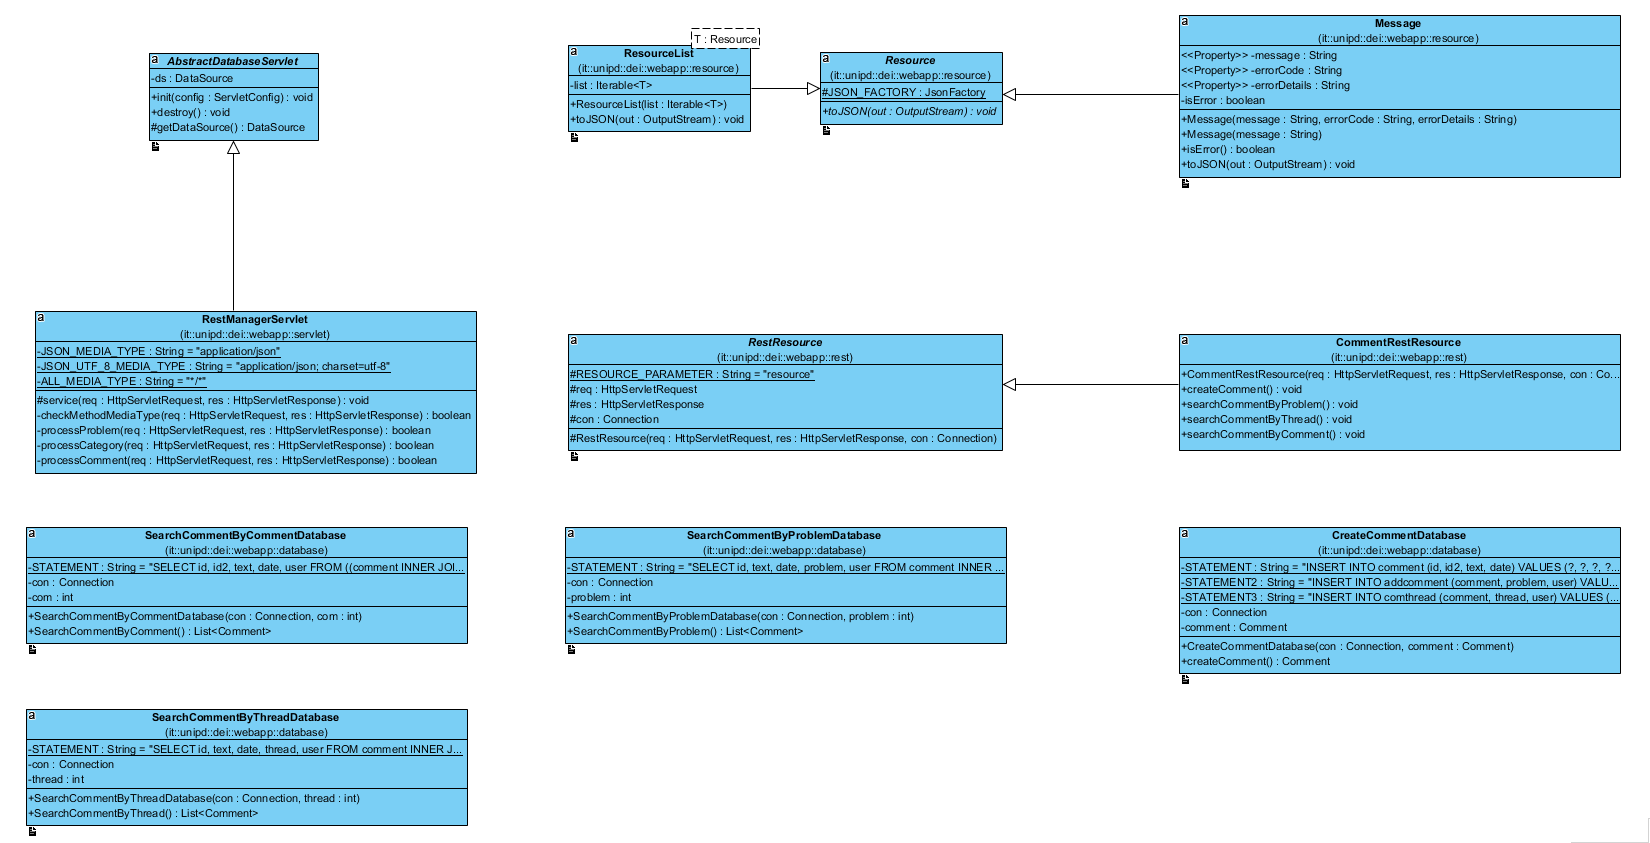 a
AbstractDatabaseServlet
-ds : DataSource
+init(config : ServletConfig) : void
+destroy() : void
#getDataSource() : DataSource
T : Resource
a
ResourceList
(it::unipd::dei::webapp::resource)
-list : Iterable<T>
+ResourceList(list : Iterable<T>)
+toJSON(out : OutputStream) : void
a
Resource
(it::unipd::dei::webapp::resource)
#JSON_FACTORY : JsonFactory
+toJSON(out : OutputStream) : void
a
Message
(it::unipd::dei::webapp::resource)
<<Property>> -message : String
<<Property>> -errorCode : String
<<Property>> -errorDetails : String
-isError : boolean
+Message(message : String, errorCode : String, errorDetails : String)
+Message(message : String)
+isError() : boolean
+toJSON(out : OutputStream) : void
a
RestManagerServlet
(it::unipd::dei::webapp::servlet)
-JSON_MEDIA_TYPE : String = "application/json"
-JSON_UTF_8_MEDIA_TYPE : String = "application/json; charset=utf-8"
-ALL_MEDIA_TYPE : String = "*/*"
#service(req : HttpServletRequest, res : HttpServletResponse) : void
-checkMethodMediaType(req : HttpServletRequest, res : HttpServletResponse) : boolean
-processProblem(req : HttpServletRequest, res : HttpServletResponse) : boolean
-processCategory(req : HttpServletRequest, res : HttpServletResponse) : boolean
-processComment(req : HttpServletRequest, res : HttpServletResponse) : boolean
a
RestResource
(it::unipd::dei::webapp::rest)
#RESOURCE_PARAMETER : String = "resource"
#req : HttpServletRequest
#res : HttpServletResponse
#con : Connection
#RestResource(req : HttpServletRequest, res : HttpServletResponse, con : Connection)
a
CommentRestResource
(it::unipd::dei::webapp::rest)
+CommentRestResource(req : HttpServletRequest, res : HttpServletResponse, con : Co...
+createComment() : void
+searchCommentByProblem() : void
+searchCommentByThread() : void
+searchCommentByComment() : void
a
SearchCommentByCommentDatabase
(it::unipd::dei::webapp::database)
-STATEMENT : String = "SELECT id, id2, text, date, user FROM ((comment INNER JOI...
-con : Connection
-com : int
+SearchCommentByCommentDatabase(con : Connection, com : int)
+SearchCommentByComment() : List<Comment>
a
SearchCommentByProblemDatabase
(it::unipd::dei::webapp::database)
-STATEMENT : String = "SELECT id, text, date, problem, user FROM comment INNER ...
-con : Connection
-problem : int
+SearchCommentByProblemDatabase(con : Connection, problem : int)
+SearchCommentByProblem() : List<Comment>
a
CreateCommentDatabase
(it::unipd::dei::webapp::database)
-STATEMENT : String = "INSERT INTO comment (id, id2, text, date) VALUES (?, ?, ?, ?...
-STATEMENT2 : String = "INSERT INTO addcomment (comment, problem, user) VALU...
-STATEMENT3 : String = "INSERT INTO comthread (comment, thread, user) VALUES (...
-con : Connection
-comment : Comment
+CreateCommentDatabase(con : Connection, comment : Comment)
+createComment() : Comment
a
SearchCommentByThreadDatabase
(it::unipd::dei::webapp::database)
-STATEMENT : String = "SELECT id, text, date, thread, user FROM comment INNER J...
-con : Connection
-thread : int
+SearchCommentByThreadDatabase(con : Connection, thread : int)
+SearchCommentByThread() : List<Comment>